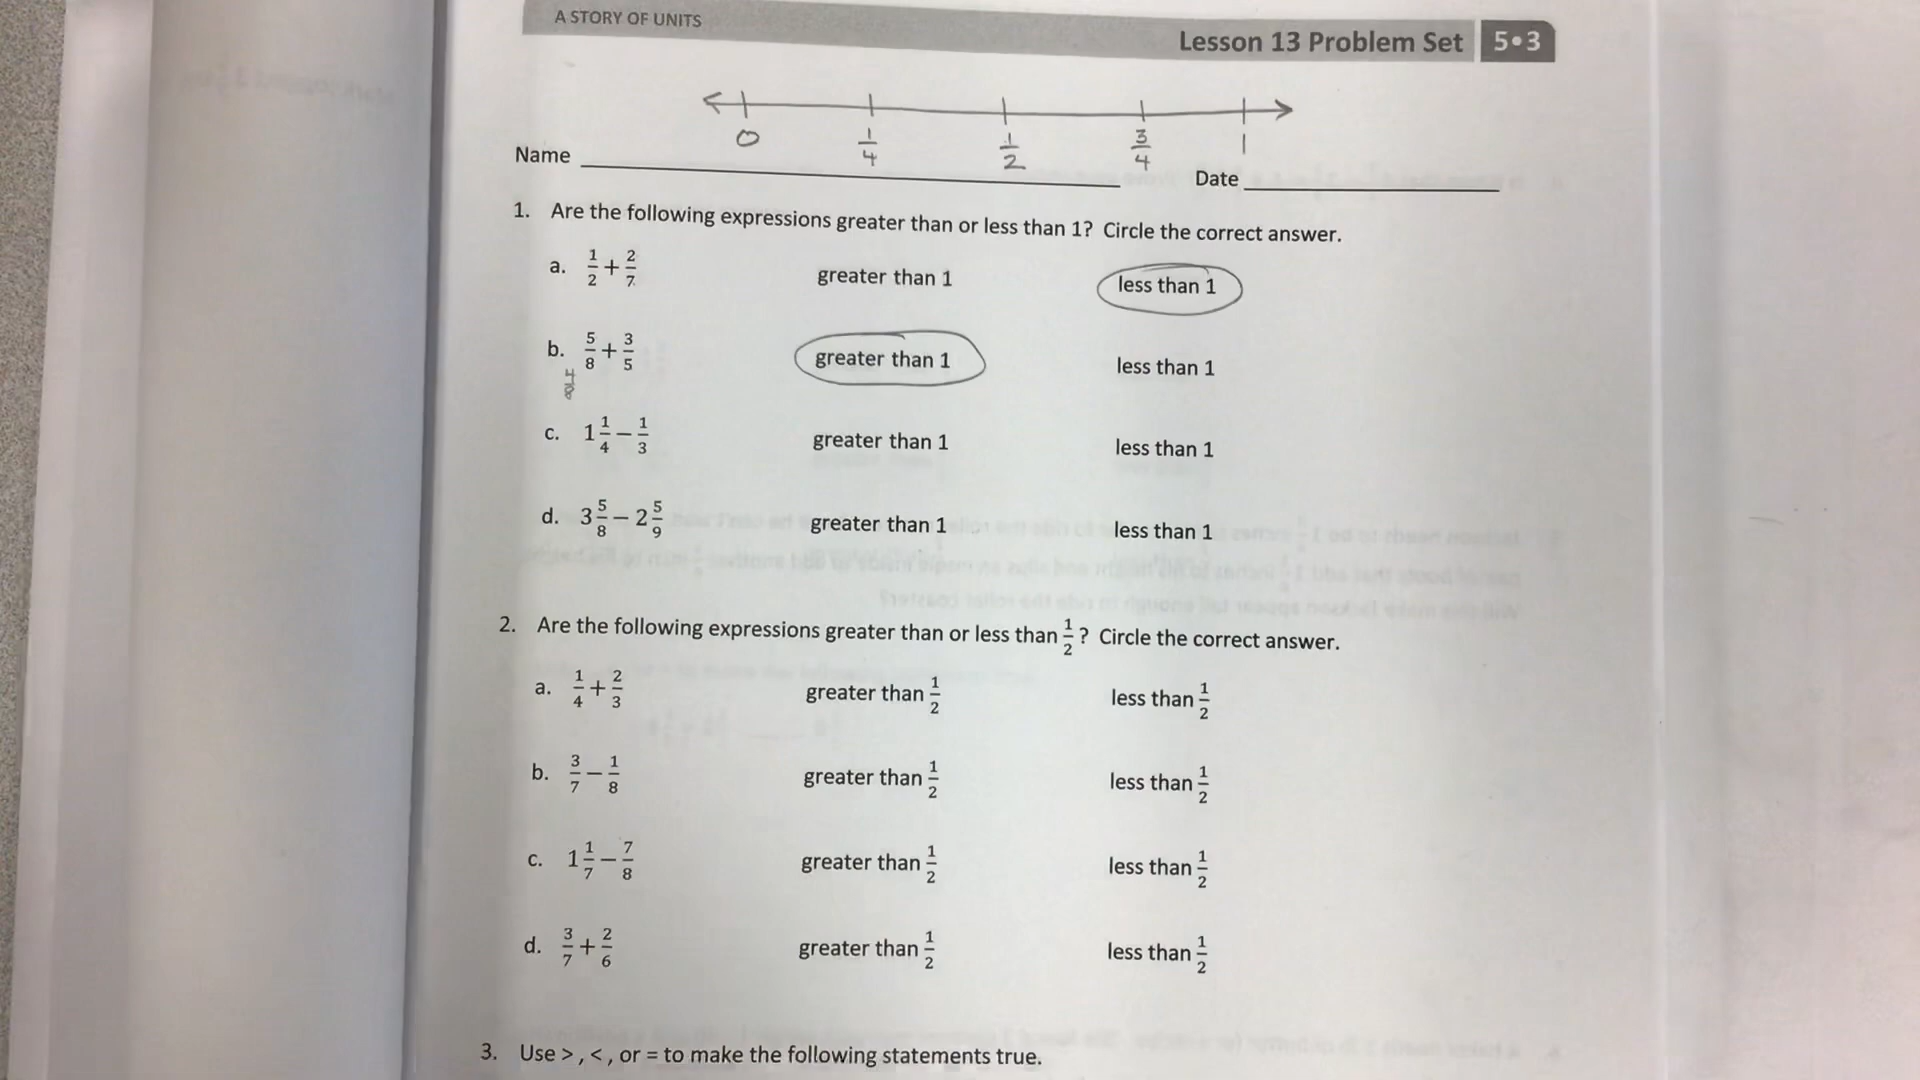 A STORY OF UNITS
Lesson 13 Problem Set 5•3
0 1/4 1/2 3/4 1
Name
Date
1. Are the following expressions greater than or less than 1? Circle the correct answer.
a. 1/2 + 2/7 greater than 1 less than 1
b. 5/8 + 3/5 greater than 1 less than 1
4/8
c. 1 1/4 − 1/3 greater than 1 less than 1
d. 3 5/8 − 2 5/9 greater than 1 less than 1
2. Are the following expressions greater than or less than 1/2? Circle the correct answer.
a. 1/4 + 2/3 greater than 1/2 less than 1/2
b. 3/7 − 1/8 greater than 1/2 less than 1/2
c. 1 1/7 − 7/8 greater than 1/2 less than 1/2
d. 3/7 + 2/6 greater than 1/2 less than 1/2
3. Use >, <, or = to make the following statements true.